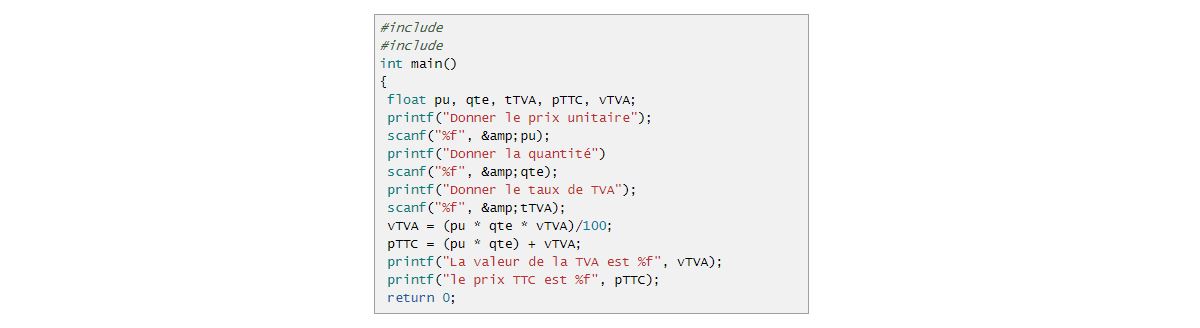 #include
#include
int main()
{
float pu, qte, tTVA, pTTC, vTVA;
printf("Donner le prix unitaire");
scanf("%f", &amp;pu);
printf("Donner la quantité")
scanf("%f", &amp;qte);
printf("Donner le taux de TVA");
scanf("%f", &amp;tTVA);
vTVA = (pu * qte * vTVA)/100;
pTTC = (pu * qte) + vTVA;
printf("La valeur de la TVA est %f", vTVA);
printf("le prix TTC est %f", pTTC);
return 0;